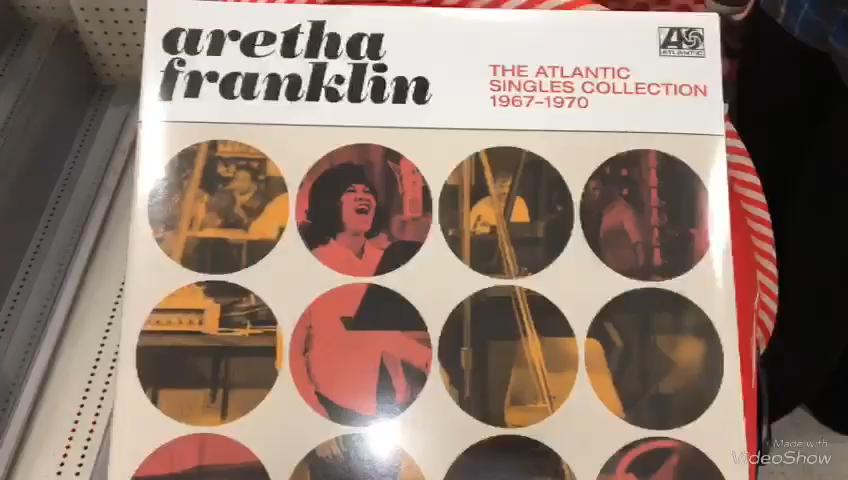 aretha
franklin
THE ATLANTIC
SINGLES COLLECTION
1967–1970
ATLANTIC
Made with
VideoShow